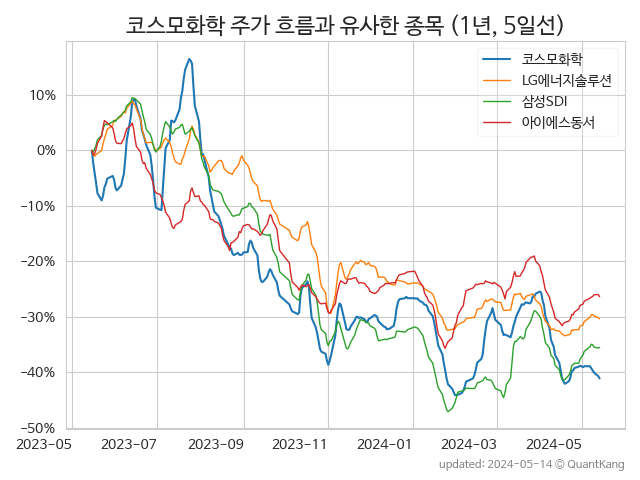 코스모화학 주가 흐름과 유사한 종목 (1년, 5일선)
코스모화학
LG에너지솔루션
삼성SDI
아이에스동서
10%
0%
−10%
−20%
−30%
−40%
−50%
2023-05 2023-07 2023-09 2023-11 2024-01 2024-03 2024-05
updated: 2024-05-14 © QuantKang